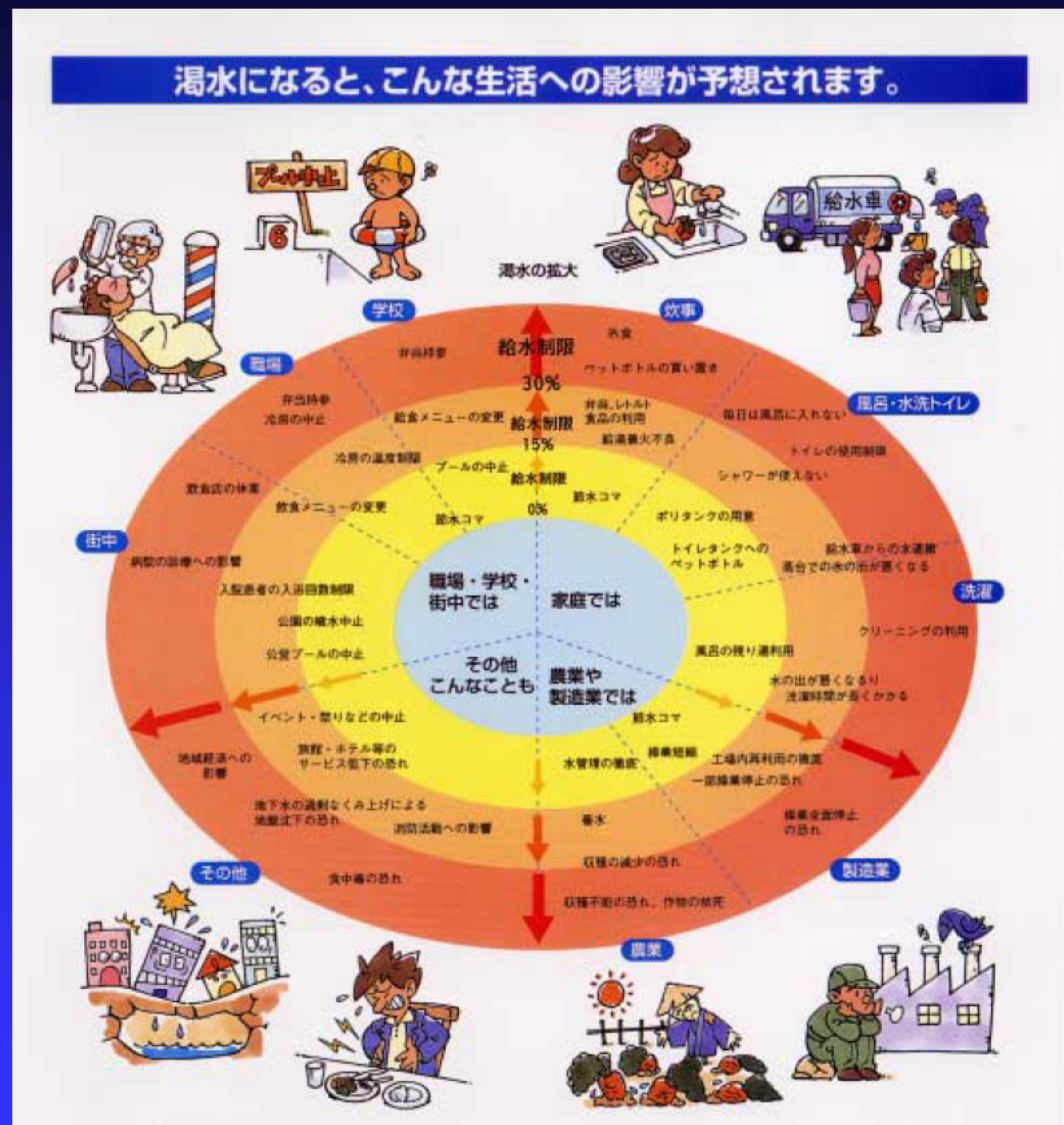 渇水になると、こんな生活への影響が予想されます。
プール中止
6
給水車
渇水の拡大
学校
炊事
職場
風呂・水洗トイレ
街中
洗濯
その他
製造業
農業
給水制限
30%
給水制限
15%
給水制限
0%
弁当持参
給食メニューの変更
プールの中止
節水コマ
弁当持参
冷房の中止
冷房の温度制限
飲食店の休業
飲食メニューの変更
病院の診療への影響
入院患者の入浴回数制限
公園の噴水中止
公営プールの中止
外食
ペットボトルの買い置き
弁当、レトルト
食品の利用
給湯着火不良
節水コマ
毎日は風呂に入れない
トイレの使用制限
シャワーが使えない
ポリタンクの用意
トイレタンクへの
ペットボトル
給水車からの水運搬
高台での水の出が悪くなる
クリーニングの利用
風呂の残り湯利用
水の出が悪くなるり
洗濯時間が長くかかる
職場・学校・
街中では
家庭では
その他
こんなことも
農業や
製造業では
節水コマ
操業短縮
工場内再利用の徹底
一部操業停止の恐れ
操業全面停止
の恐れ
水管理の徹底
番水
収穫の減少の恐れ
収穫不能の恐れ、作物の枯死
イベント・祭りなどの中止
旅館・ホテル等の
サービス低下の恐れ
地域経済への
影響
地下水の過剰なくみ上げによる
地盤沈下の恐れ
消防活動への影響
食中毒の恐れ